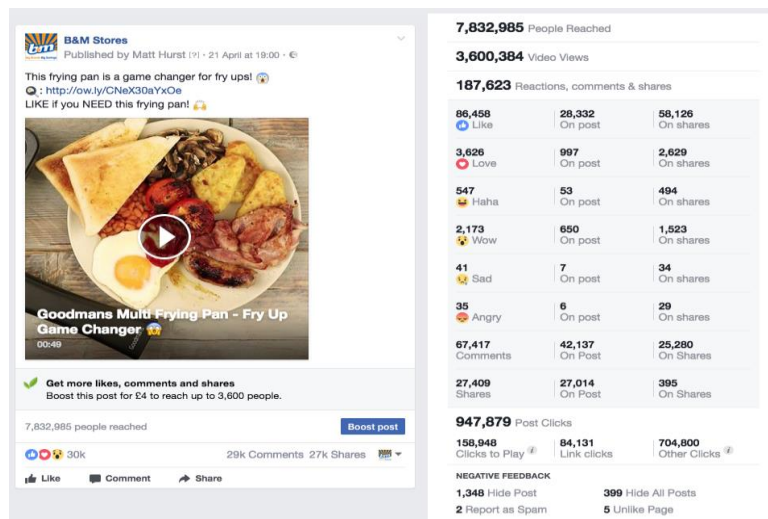 B&M Stores
Published by Matt Hurst [?] · 21 April at 19:00 ·
This frying pan is a game changer for fry ups! 😱
🔍 : http://ow.ly/CNeX30aYxOe
LIKE if you NEED this frying pan! 🙌
Goodmans Multi Frying Pan - Fry Up
Game Changer 😱
00:49
Get more likes, comments and shares
Boost this post for £4 to reach up to 3,600 people.
7,832,985 people reached
Boost post
30k
29k Comments 27k Shares
Like Comment Share
7,832,985 People Reached
3,600,384 Video Views
187,623 Reactions, comments & shares
86,458 28,332 58,126
Like On post On shares
3,626 997 2,629
Love On post On shares
547 53 494
Haha On post On shares
2,173 650 1,523
Wow On post On shares
41 7 34
Sad On post On shares
35 6 29
Angry On post On shares
67,417 42,137 25,280
Comments On Post On Shares
27,409 27,014 395
Shares On Post On Shares
947,879 Post Clicks
158,948 84,131 704,800
Clicks to Play i Link clicks Other Clicks i
NEGATIVE FEEDBACK
1,348 Hide Post 399 Hide All Posts
2 Report as Spam 5 Unlike Page